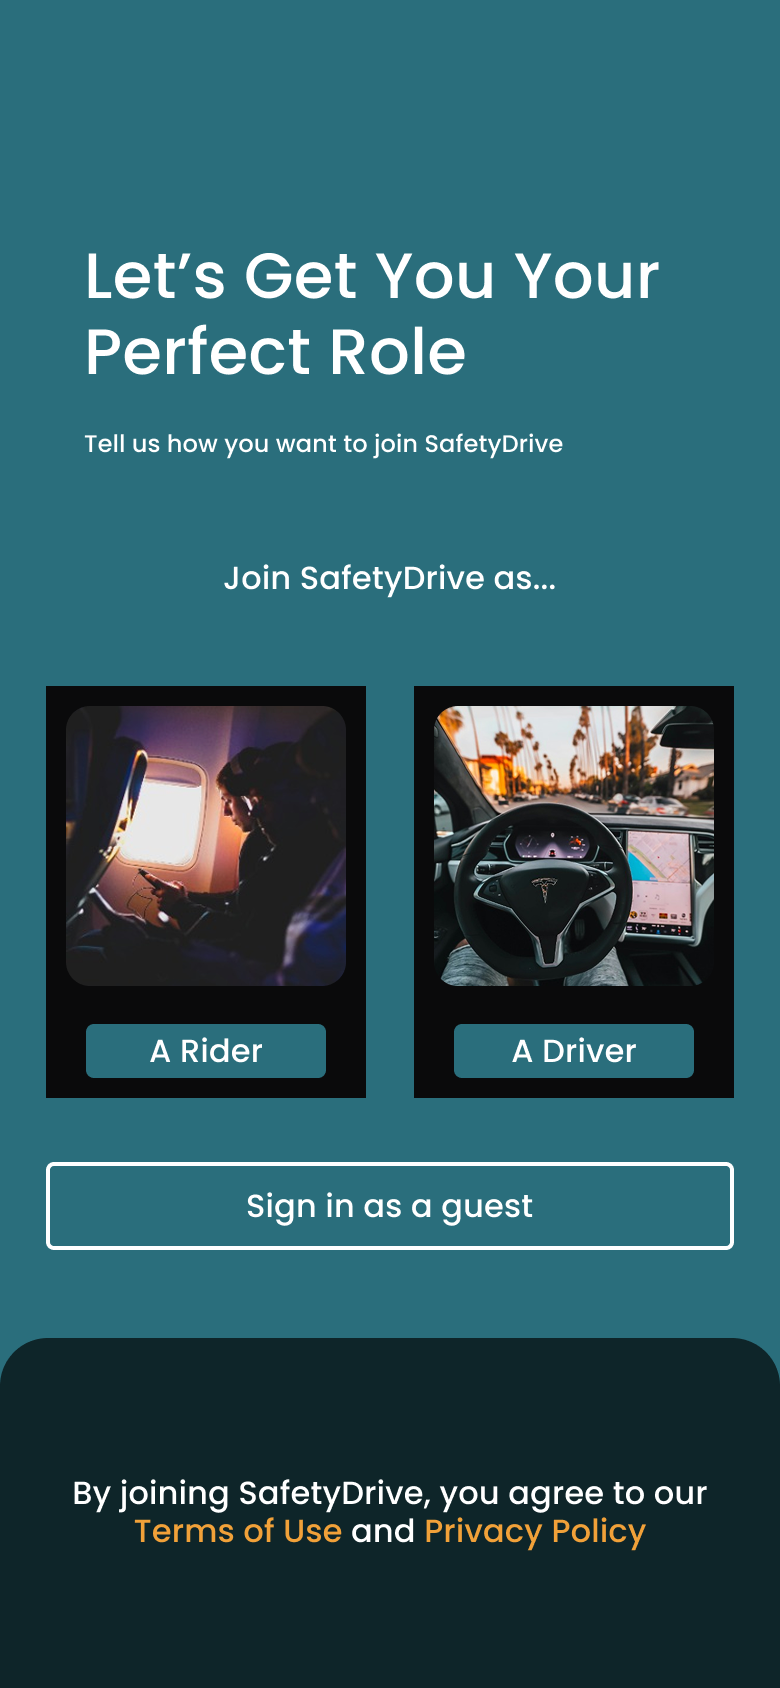 Let’s Get You Your
Perfect Role
Tell us how you want to join SafetyDrive
Join SafetyDrive as...
A Rider
A Driver
Sign in as a guest
By joining SafetyDrive, you agree to our
Terms of Use and Privacy Policy